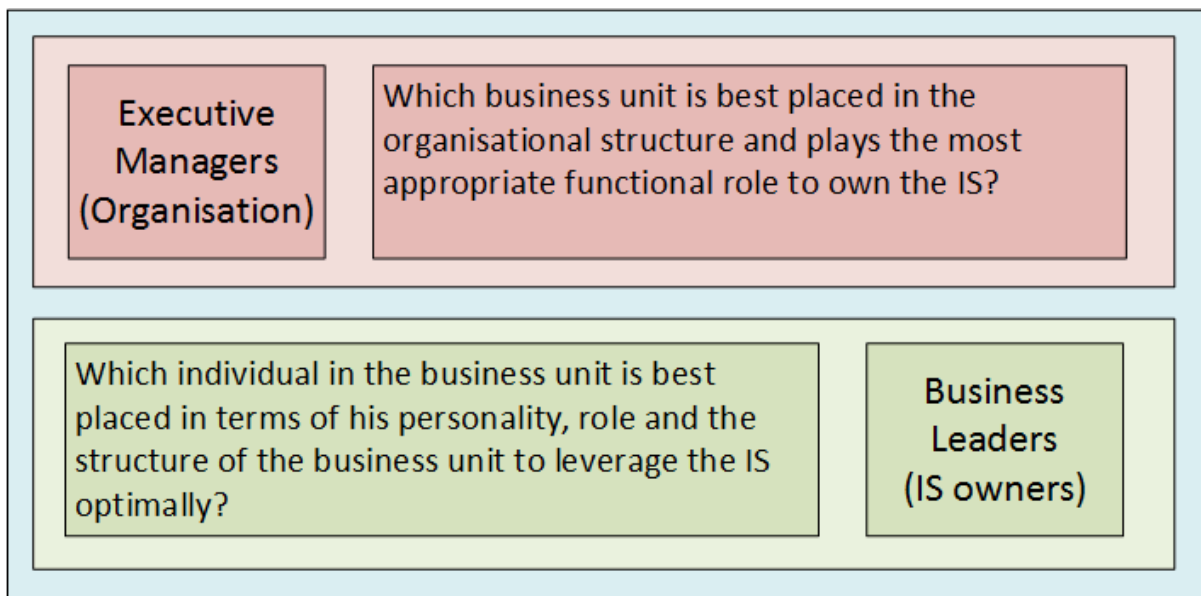 Executive
Managers
(Organisation)
Which business unit is best placed in the
organisational structure and plays the most
appropriate functional role to own the IS?
Which individual in the business unit is best
placed in terms of his personality, role and the
structure of the business unit to leverage the IS
optimally?
Business
Leaders
(IS owners)